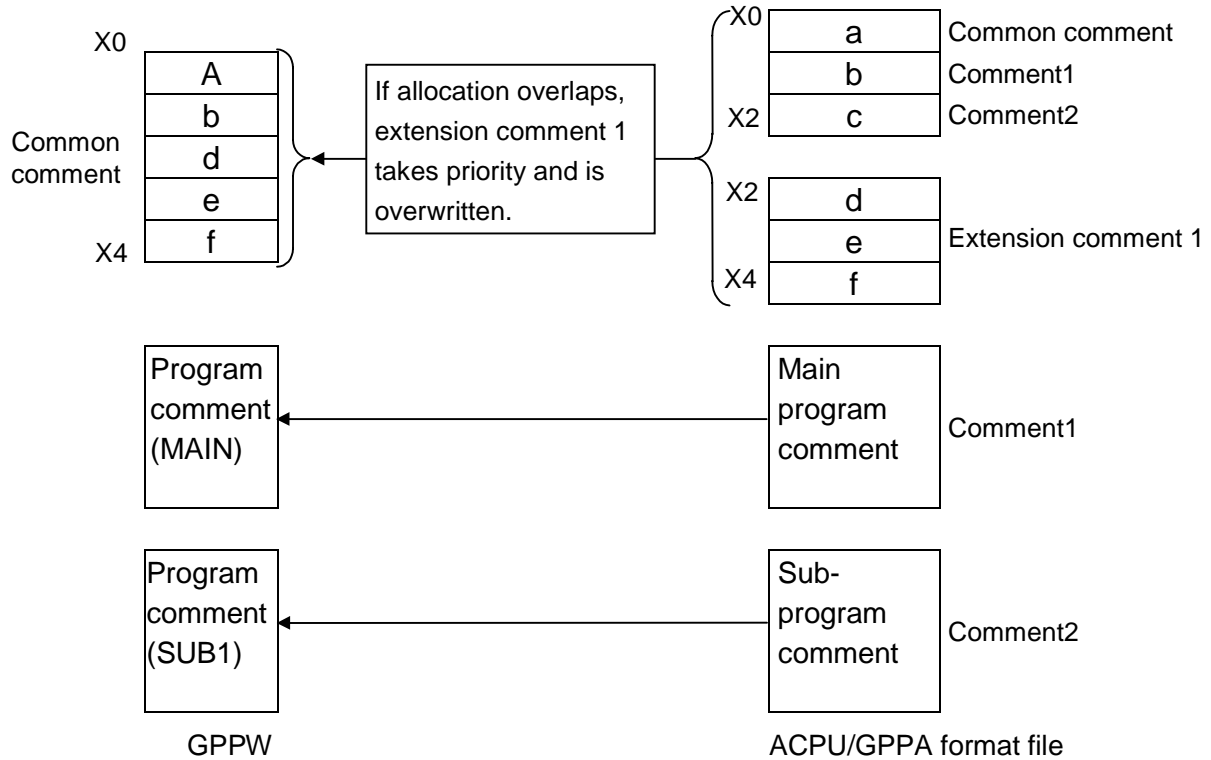 X0
A
b
d
e
f
Common
comment
X4
If allocation overlaps,
extension comment 1
takes priority and is
overwritten.
X0
a
Common comment
b
Comment1
X2
c
Comment2
X2
d
e
Extension comment 1
X4
f
Program
comment
(MAIN)
Main
program
comment
Comment1
Program
comment
(SUB1)
Sub-
program
comment
Comment2
GPPW
ACPU/GPPA format file